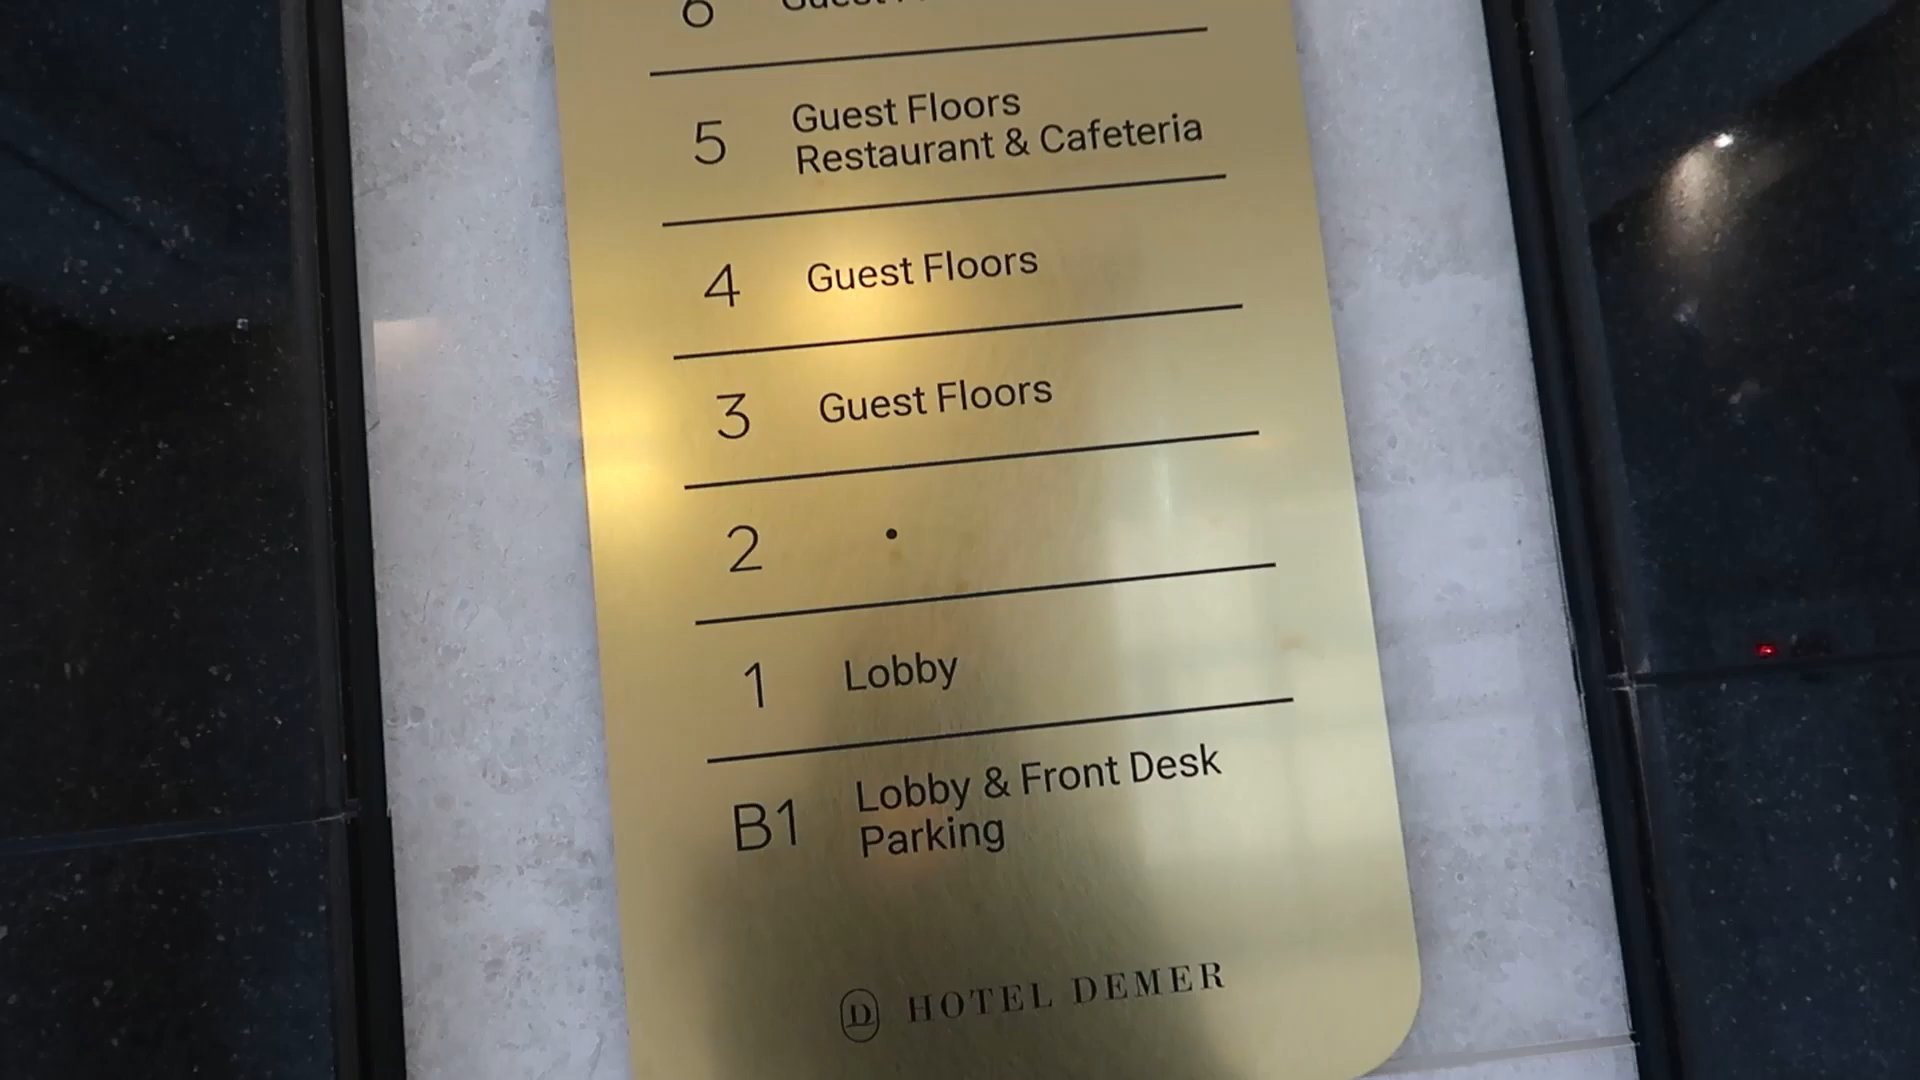 6
5 Guest Floors
Restaurant & Cafeteria
4 Guest Floors
3 Guest Floors
2 •
1 Lobby
B1 Lobby & Front Desk
Parking
D HOTEL DEMER